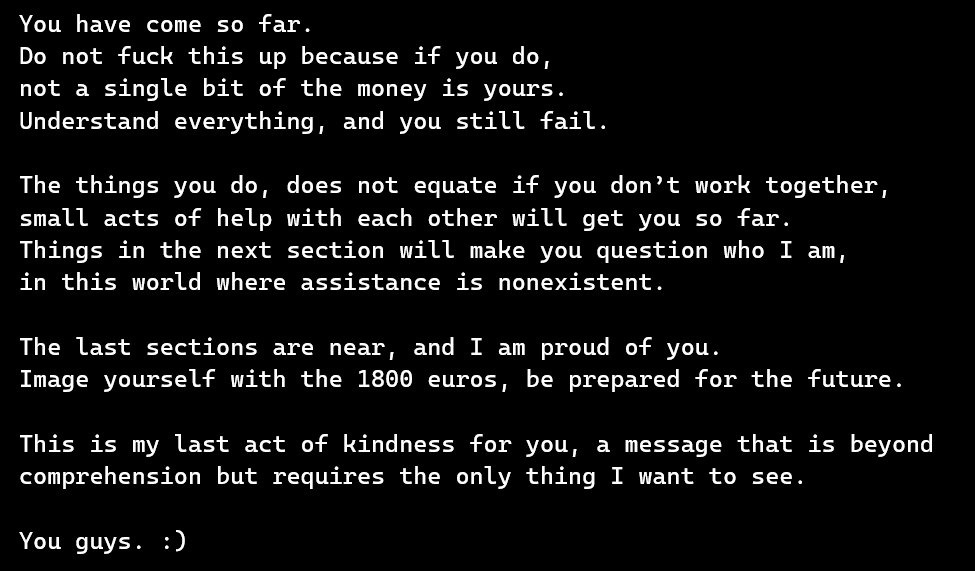 You have come so far.
Do not fuck this up because if you do,
not a single bit of the money is yours.
Understand everything, and you still fail.
The things you do, does not equate if you don’t work together,
small acts of help with each other will get you so far.
Things in the next section will make you question who I am,
in this world where assistance is nonexistent.
The last sections are near, and I am proud of you.
Image yourself with the 1800 euros, be prepared for the future.
This is my last act of kindness for you, a message that is beyond
comprehension but requires the only thing I want to see.
You guys. :)